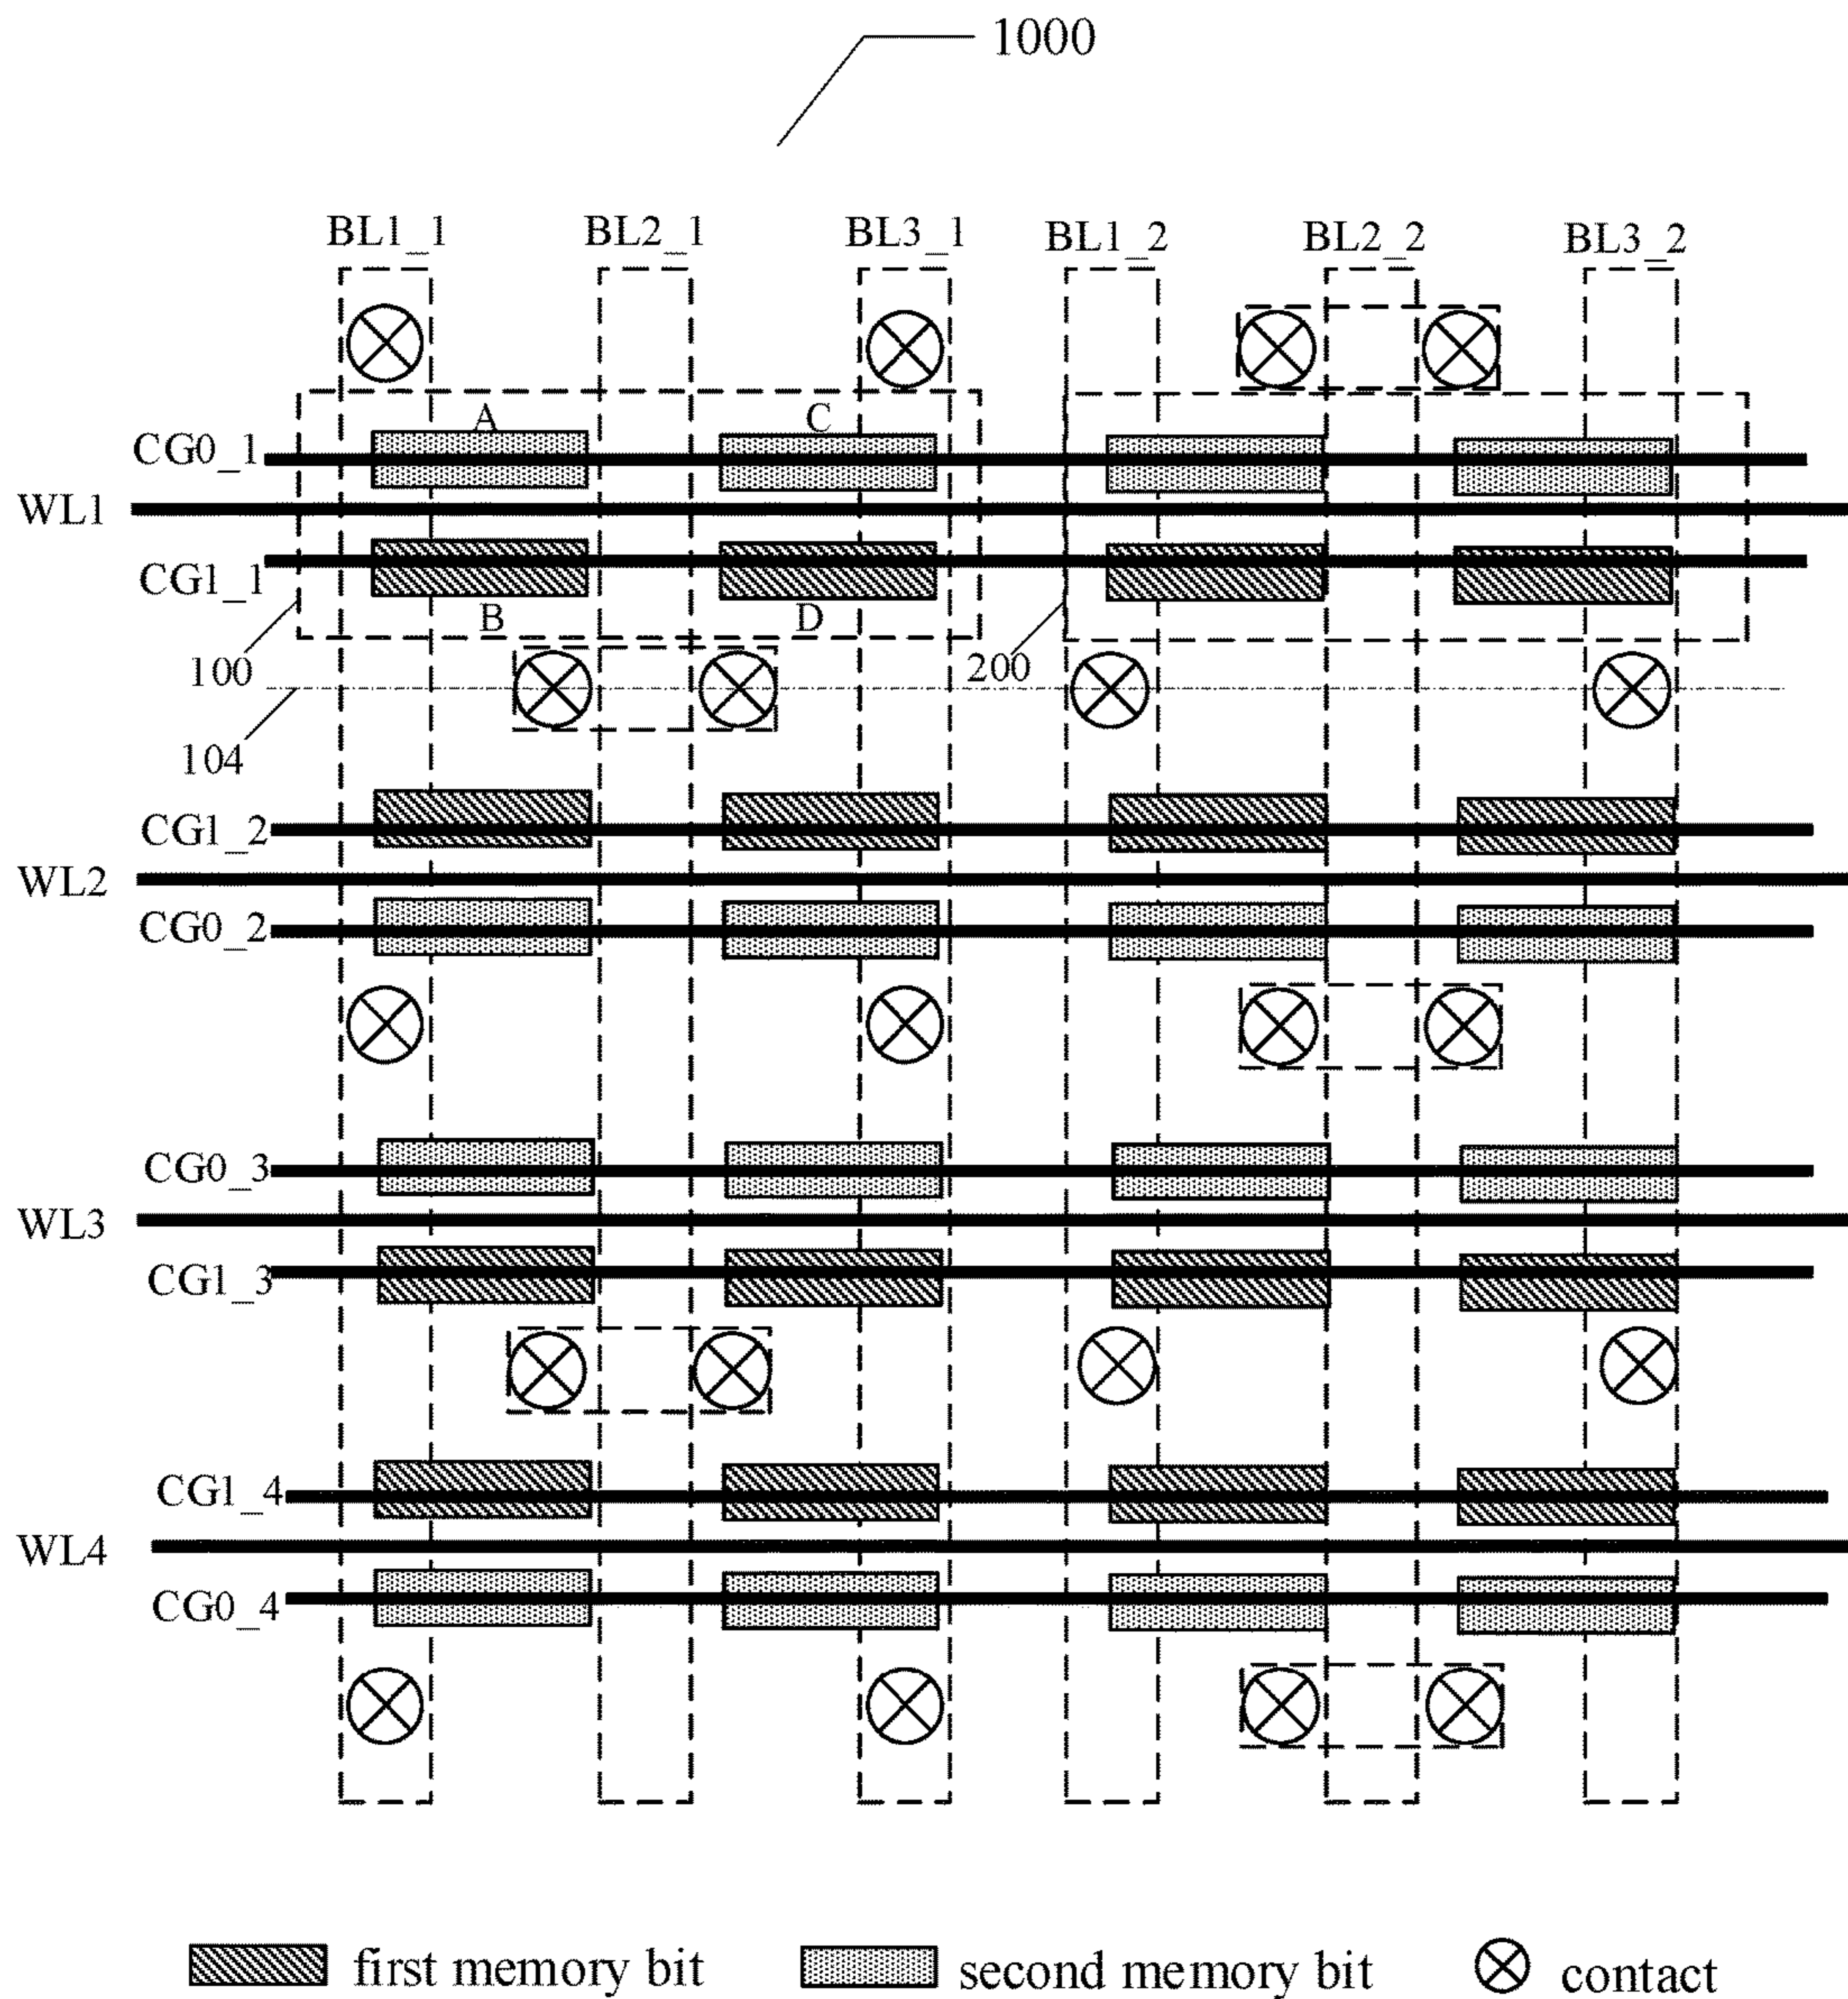 1000
BL1_1 BL2_1 BL3_1 BL1_2 BL2_2 BL3_2
A C
CG0_1
WL1
CG1_1
B D
100 200
104
CG1_2
WL2
CG0_2
CG0_3
WL3
CG1_3
CG1_4
WL4
CG0_4
first memory bit second memory bit contact